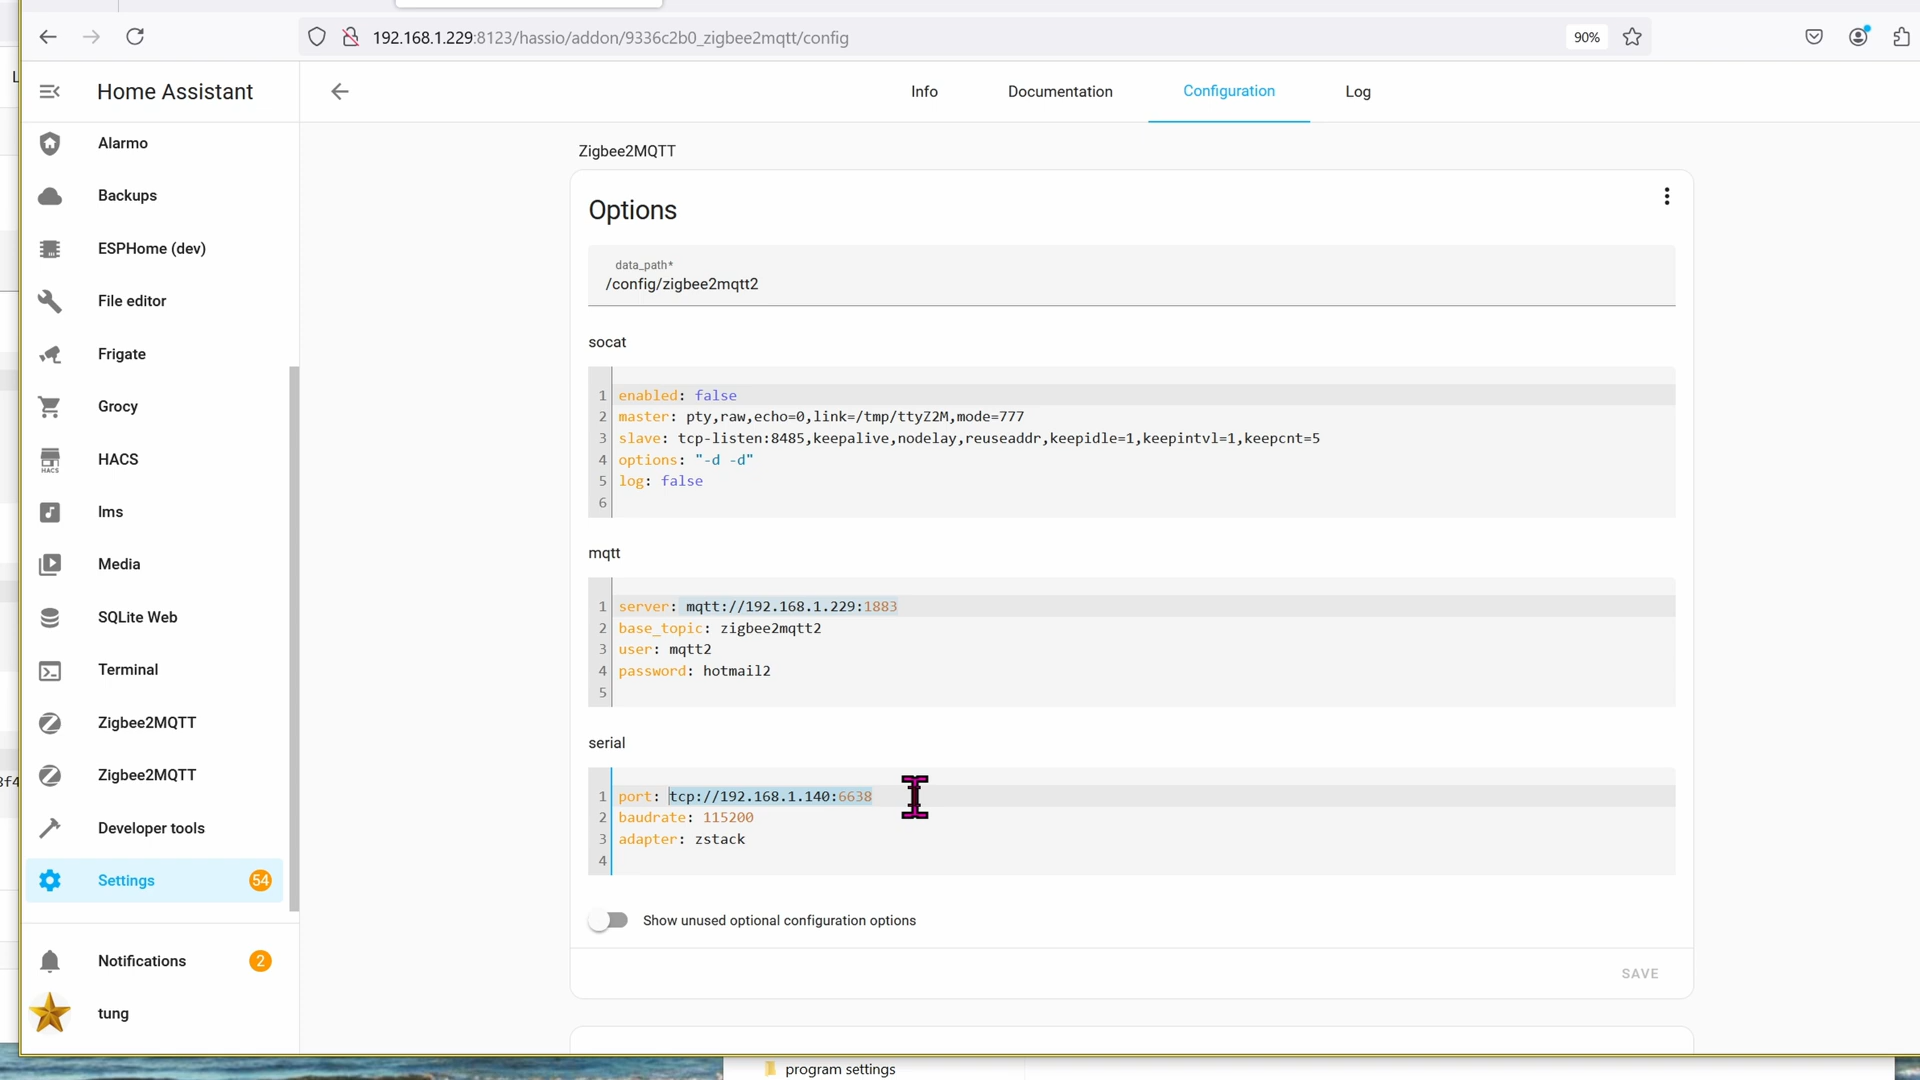 192.168.1.229:8123/hassio/addon/9336c2b0_zigbee2mqtt/config
90%
Home Assistant
Info
Documentation
Configuration
Log
Alarmo
Backups
ESPHome (dev)
File editor
Frigate
Grocy
HACS
lms
Media
SQLite Web
Terminal
Zigbee2MQTT
Zigbee2MQTT
Developer tools
Settings
54
Notifications
2
tung
Zigbee2MQTT
Options
data_path*
/config/zigbee2mqtt2
socat
1 enabled: false
2 master: pty,raw,echo=0,link=/tmp/ttyZ2M,mode=777
3 slave: tcp-listen:8485,keepalive,nodelay,reuseaddr,keepidle=1,keepintvl=1,keepcnt=5
4 options: "-d -d"
5 log: false
6
mqtt
1 server: mqtt://192.168.1.229:1883
2 base_topic: zigbee2mqtt2
3 user: mqtt2
4 password: hotmail2
5
serial
1 port: tcp://192.168.1.140:6638
2 baudrate: 115200
3 adapter: zstack
4
Show unused optional configuration options
SAVE
program settings